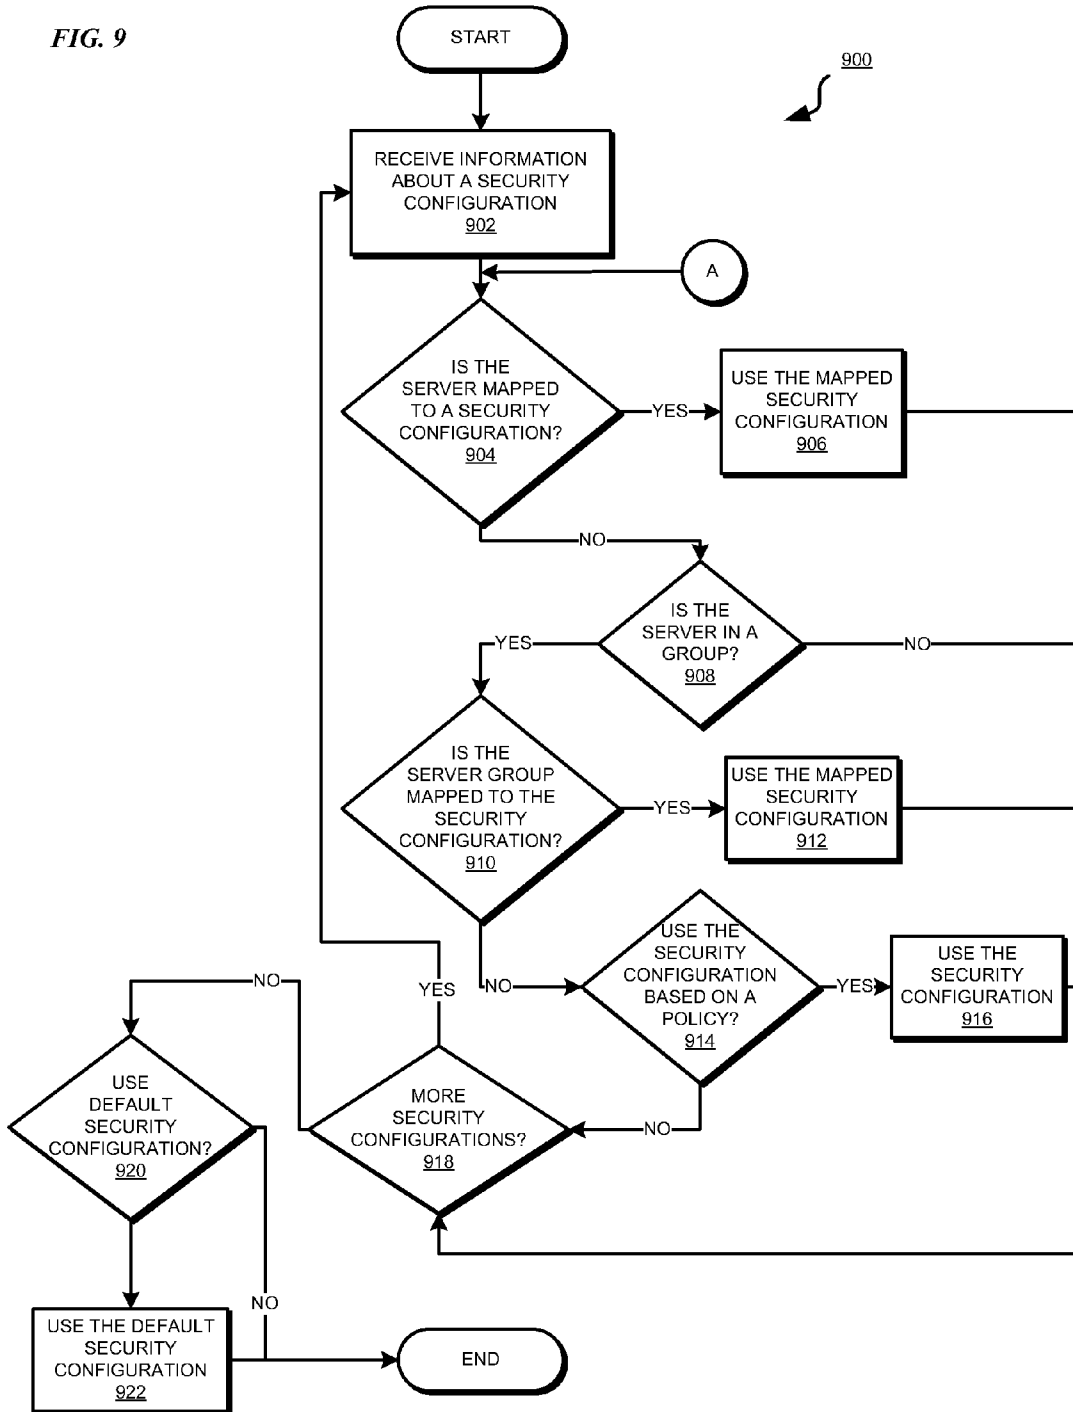 FIG. 9
START
900
RECEIVE INFORMATION
ABOUT A SECURITY
CONFIGURATION
902
A
IS THE
SERVER MAPPED
TO A SECURITY
CONFIGURATION?
904
YES
USE THE MAPPED
SECURITY
CONFIGURATION
906
NO
IS THE
SERVER IN A
GROUP?
908
YES
NO
IS THE
SERVER GROUP
MAPPED TO THE
SECURITY
CONFIGURATION?
910
YES
USE THE MAPPED
SECURITY
CONFIGURATION
912
NO
USE THE
SECURITY
CONFIGURATION
BASED ON A
POLICY?
914
YES
USE THE
SECURITY
CONFIGURATION
916
NO
MORE
SECURITY
CONFIGURATIONS?
918
YES
NO
USE
DEFAULT
SECURITY
CONFIGURATION?
920
NO
USE THE DEFAULT
SECURITY
CONFIGURATION
922
END